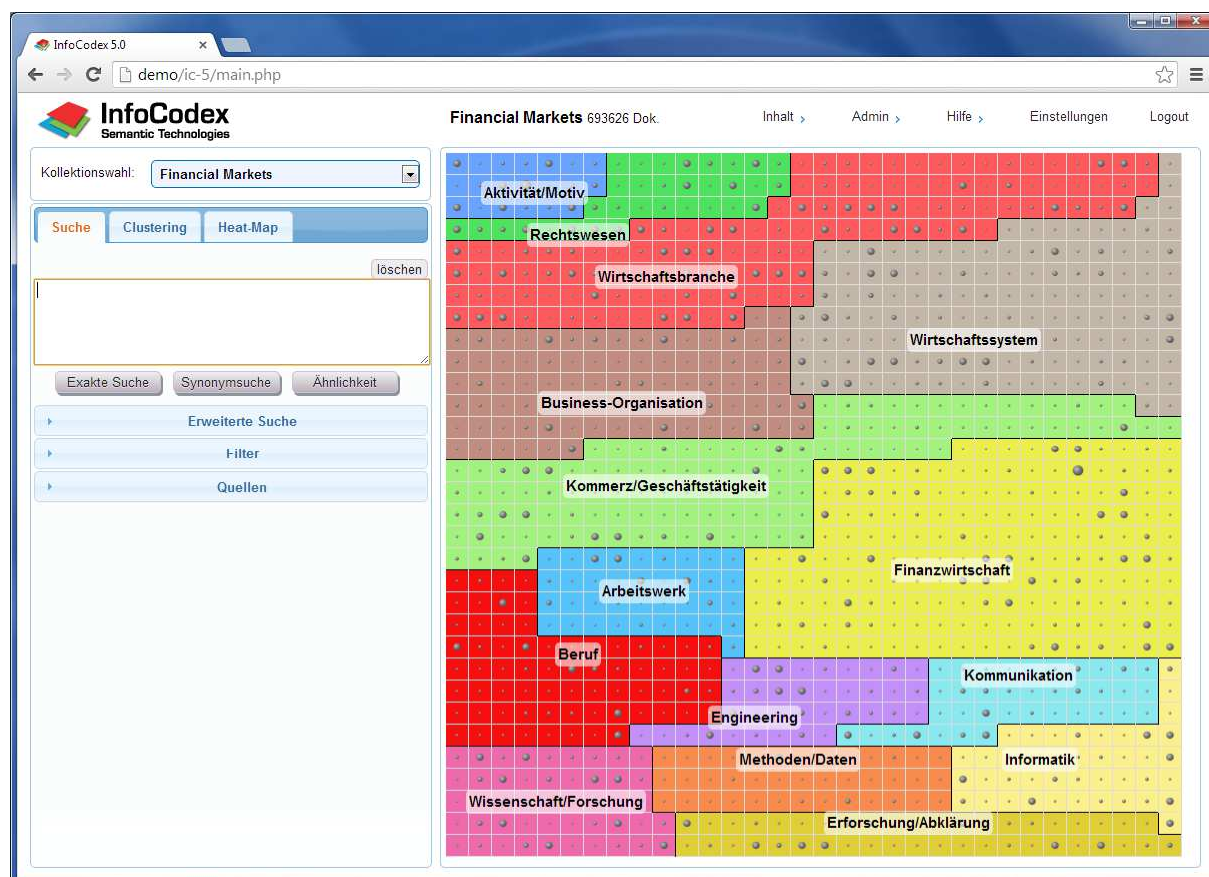 InfoCodex 5.0
demo/ic-5/main.php
InfoCodex
Semantic Technologies
Financial Markets 693626 Dok.
Inhalt
Admin
Hilfe
Einstellungen
Logout
Kollektionswahl:
Financial Markets
Suche
Clustering
Heat-Map
löschen
Exakte Suche
Synonymsuche
Ähnlichkeit
Erweiterte Suche
Filter
Quellen
Aktivität/Motiv
Rechtswesen
Wirtschaftsbranche
Wirtschaftssystem
Business-Organisation
Kommerz/Geschäftstätigkeit
Finanzwirtschaft
Arbeitswerk
Beruf
Kommunikation
Engineering
Methoden/Daten
Informatik
Wissenschaft/Forschung
Erforschung/Abklärung